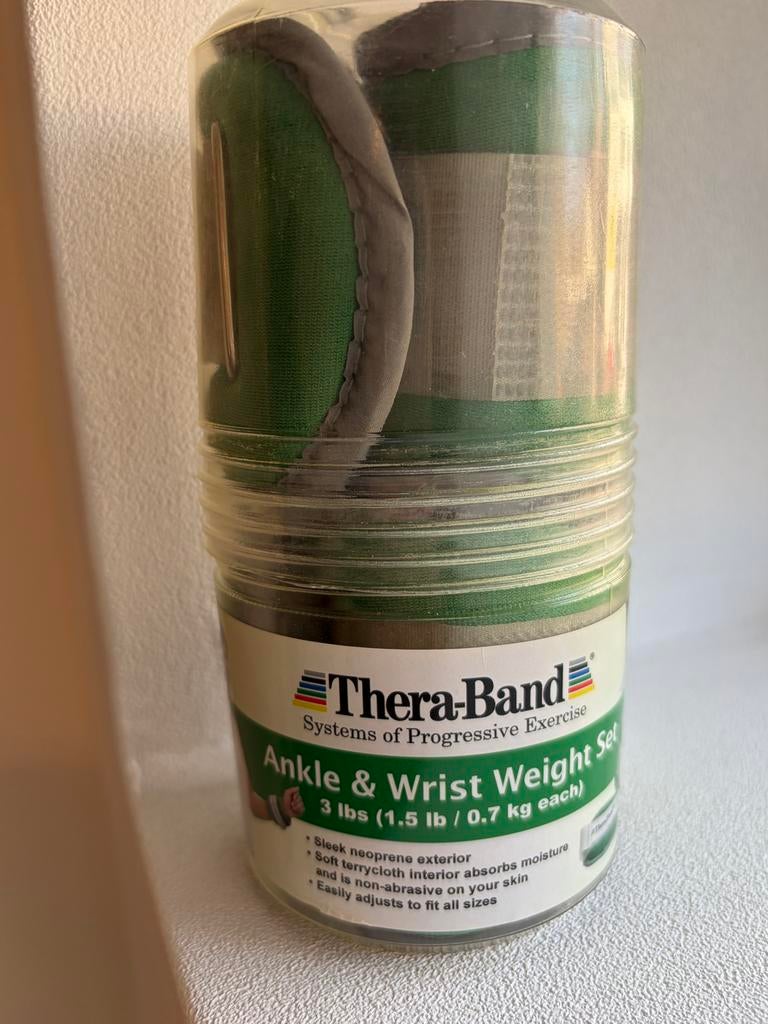 Thera-Band®
Systems of Progressive Exercise
Ankle & Wrist Weight Set
3 lbs (1.5 lb / 0.7 kg each)
• Sleek neoprene exterior
• Soft terrycloth interior absorbs moisture
and is non-abrasive on your skin
• Easily adjusts to fit all sizes